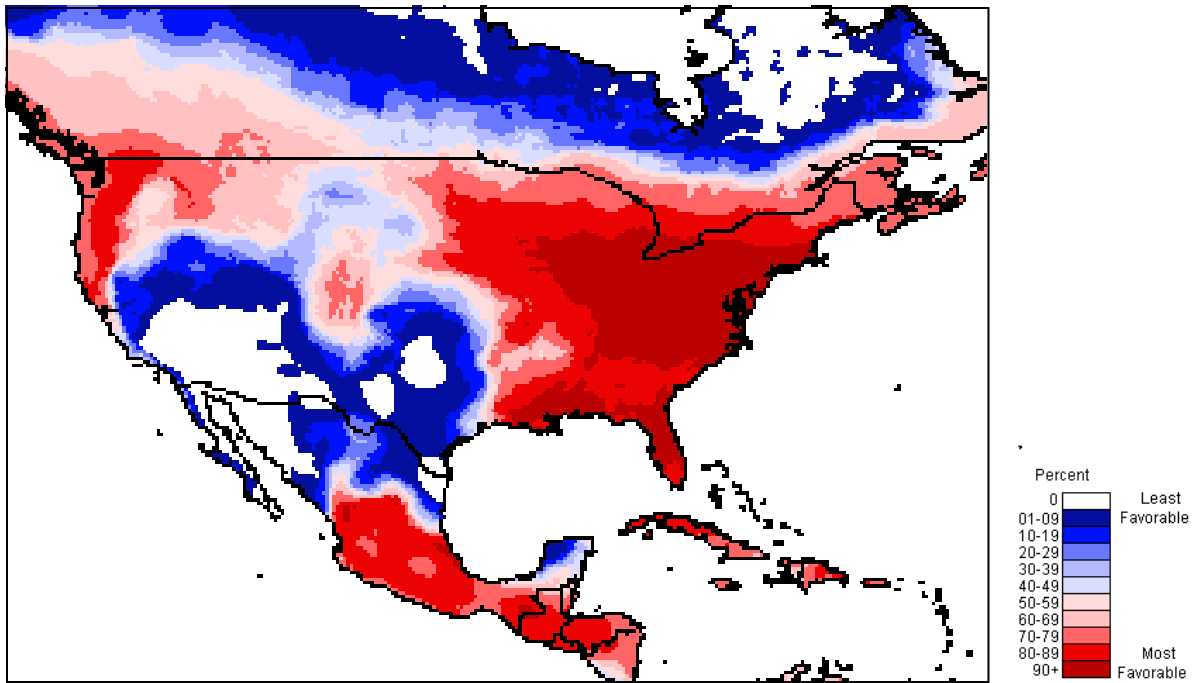 Percent
0 Least
01-09 Favorable
10-19
20-29
30-39
40-49
50-59
60-69
70-79
80-89 Most
90+ Favorable